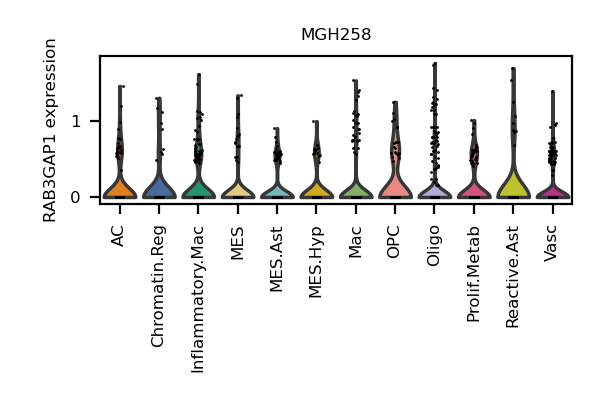 MGH258
RAB3GAP1 expression
1
0
AC
Chromatin.Reg
Inflammatory.Mac
MES
MES.Ast
MES.Hyp
Mac
OPC
Oligo
Prolif.Metab
Reactive.Ast
Vasc